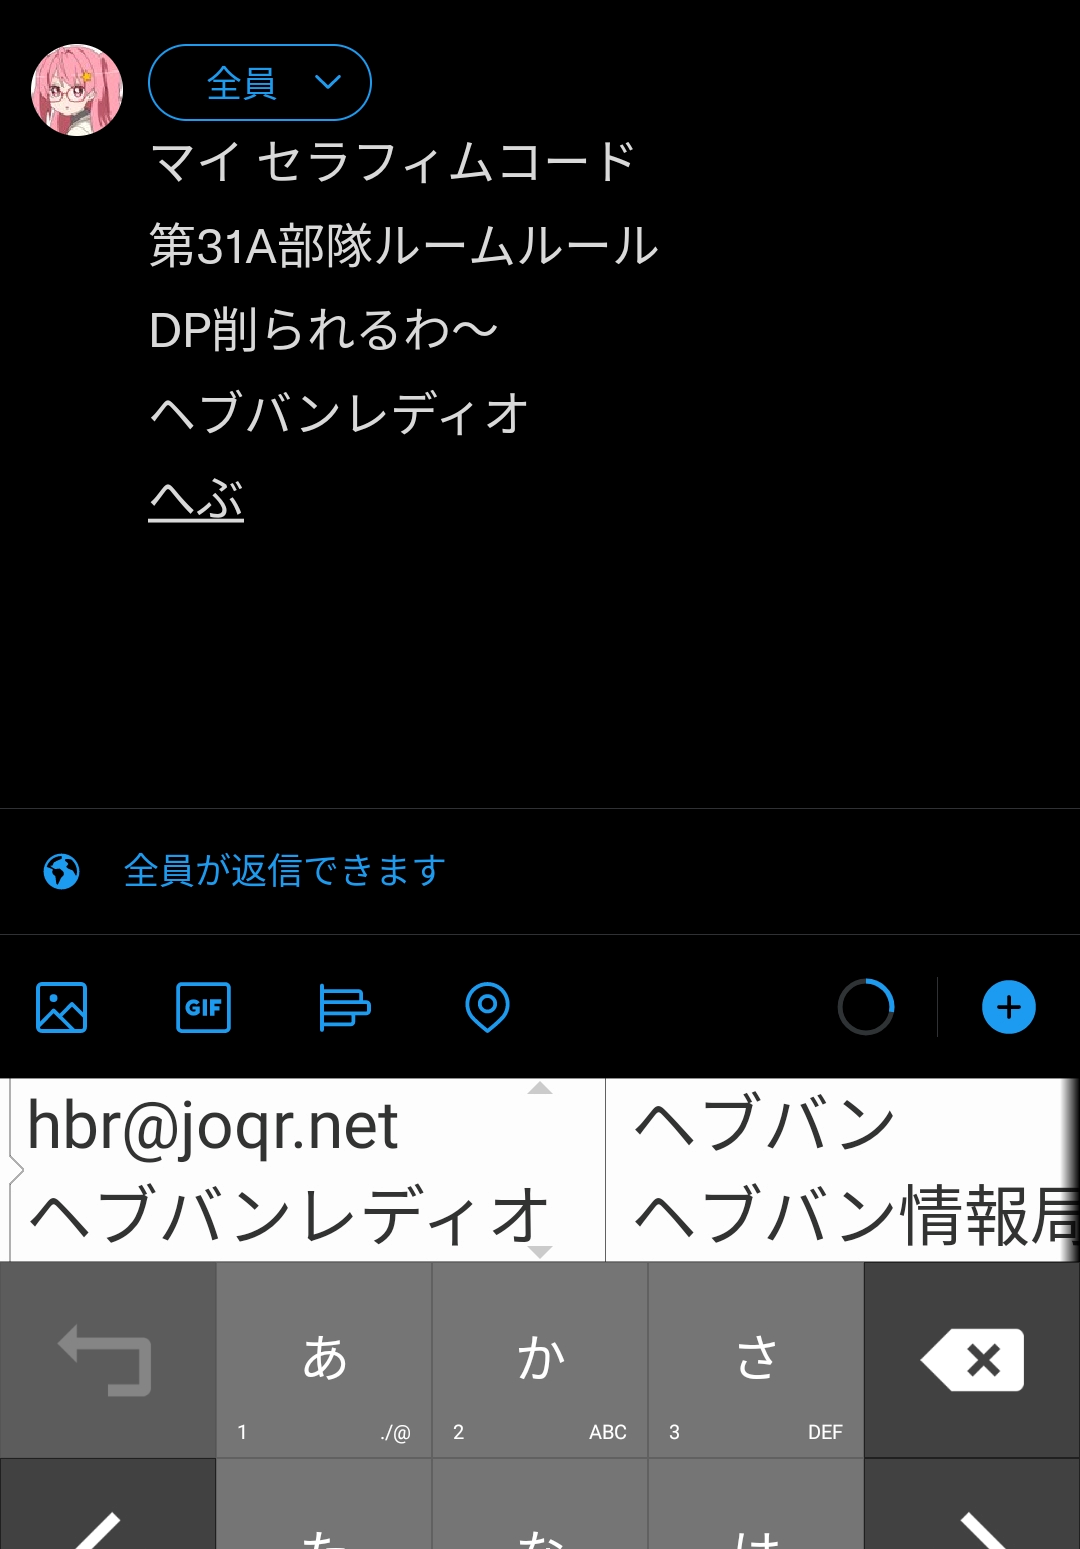 全員
マイ セラフィムコード
第31A部隊ルームルール
DP削られるわ〜
ヘブバンレディオ
へぶ
全員が返信できます
GIF
hbr@joqr.net
ヘブバン
ヘブバンレディオ
ヘブバン情報局
あ
か
さ
1 ./@
2 ABC
3 DEF
た
な
は